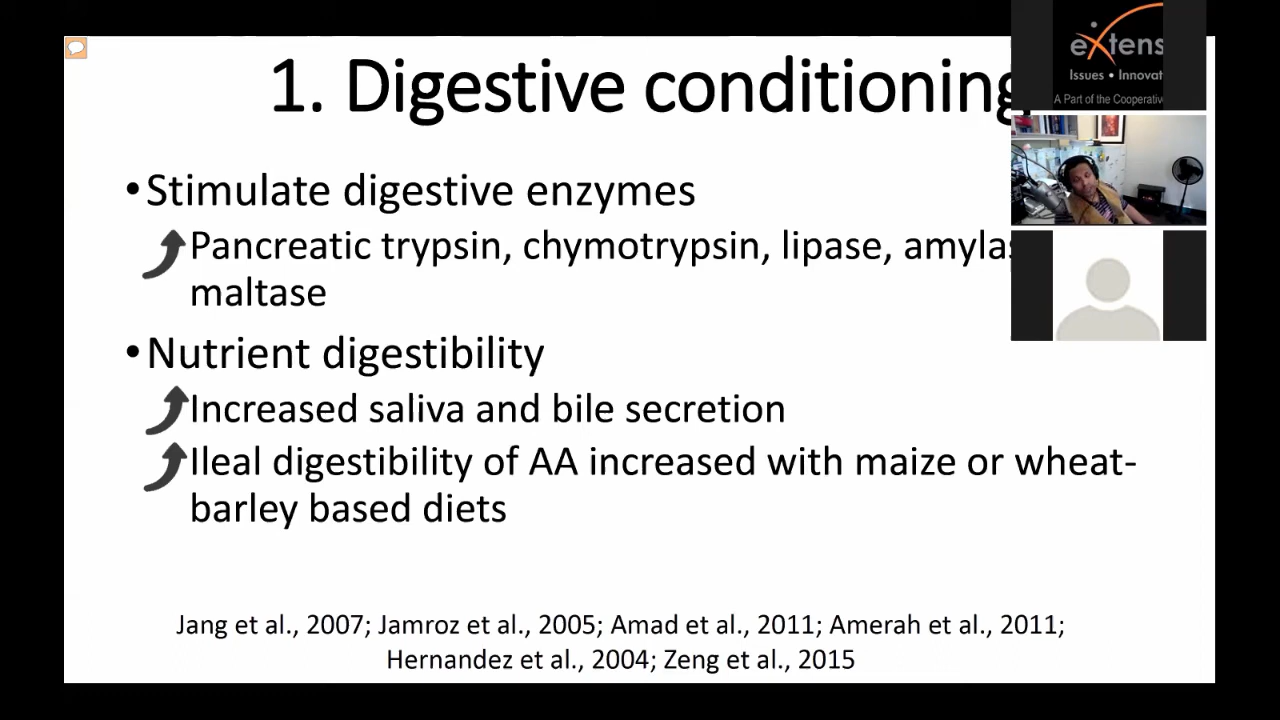 1. Digestive conditioning
•Stimulate digestive enzymes
Pancreatic trypsin, chymotrypsin, lipase,
maltase
•Nutrient digestibility
Increased saliva and bile secretion
Ileal digestibility of AA increased with maize or wheat-
barley based diets
Jang et al., 2007; Jamroz et al., 2005; Amad et al., 2011; Amerah et al., 2011;
Hernandez et al., 2004; Zeng et al., 2015
eXtens
Issues • Innovat
A Part of the Cooperative